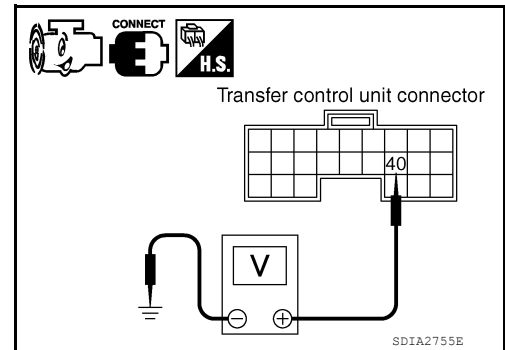 CONNECT
H.S.
Transfer control unit connector
40
V
− +
SDIA2755E